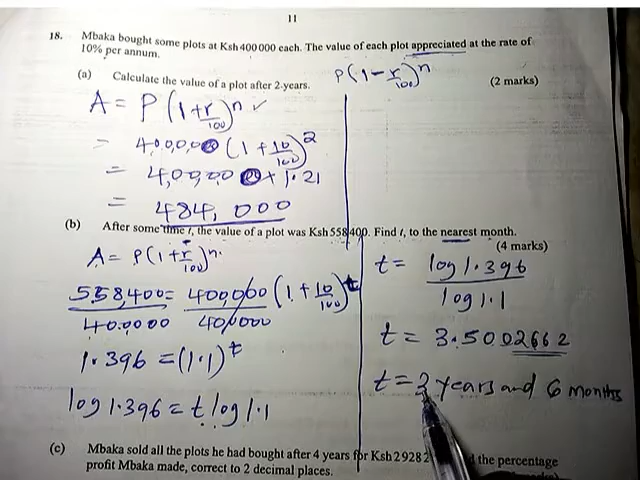 11
18. Mbaka bought some plots at Ksh 400 000 each. The value of each plot appreciated at the rate of
10% per annum.
P(1 - r/100)^n
(a) Calculate the value of a plot after 2 years. (2 marks)
A = P(1 + r/100)^n ✓
= 400,000(1 + 10/100)^2
= 4,00,000 × 1.21
= 484,000
(b) After some time t, the value of a plot was Ksh 558 400. Find t, to the nearest month.
(4 marks)
A = P(1 + r/100)^n.
558,400/400000 = 400,000/400000 (1 + 10/100)^t
1.396 = (1.1)^t
log 1.396 = t log 1.1
t = log 1.396/log 1.1
t = 3.5002662
t = 3 years and 6 months
(c) Mbaka sold all the plots he had bought after 4 years for Ksh 2 928 2 the percentage
profit Mbaka made, correct to 2 decimal places.